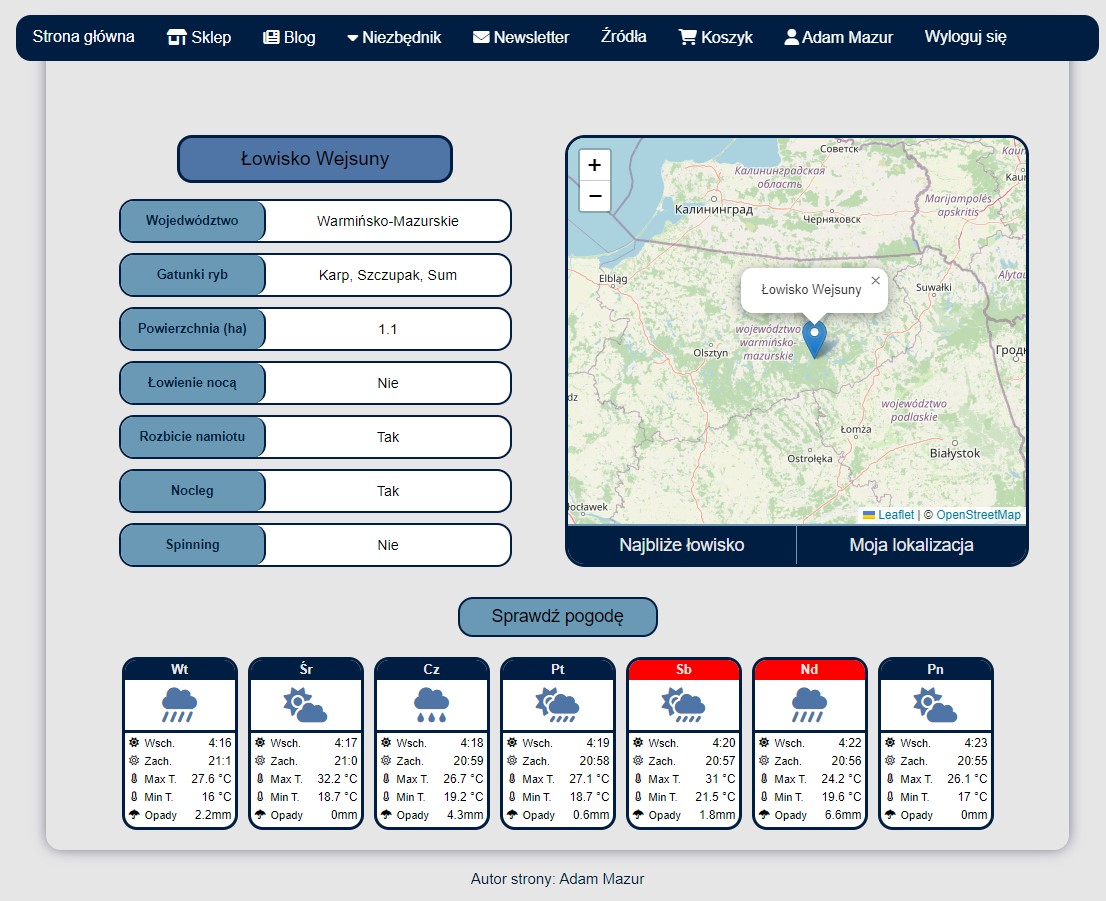 Strona główna Sklep Blog Niezbędnik Newsletter Źródła Koszyk Adam Mazur Wyloguj się
Łowisko Wejsuny
Wojedwództwo Warmińsko-Mazurskie
Gatunki ryb Karp, Szczupak, Sum
Powierzchnia (ha) 1.1
Łowienie nocą Nie
Rozbicie namiotu Tak
Nocleg Tak
Spinning Nie
+
−
Советск
Kaun
Калининградская
область
Kau
Marijampolės
apskritis
Калининград
Черняховск
Elbląg
Alytau
Suwałki
Łowisko Wejsuny ×
województwo
warmińsko-
mazurskie
Olsztyn
Гродн
dz
województwo
podlaskie
Łomża
Białystok
Ostrołęka
łocławek
Leaflet | © OpenStreetMap
Najbliże łowisko Moja lokalizacja
Sprawdź pogodę
Wt Śr Cz Pt Sb Nd Pn
Wsch. 4:16 Wsch. 4:17 Wsch. 4:18 Wsch. 4:19 Wsch. 4:20 Wsch. 4:22 Wsch. 4:23
Zach. 21:1 Zach. 21:0 Zach. 20:59 Zach. 20:58 Zach. 20:57 Zach. 20:56 Zach. 20:55
Max T. 27.6 °C Max T. 32.2 °C Max T. 26.7 °C Max T. 27.1 °C Max T. 31 °C Max T. 24.2 °C Max T. 26.1 °C
Min T. 16 °C Min T. 18.7 °C Min T. 19.2 °C Min T. 18.7 °C Min T. 21.5 °C Min T. 19.6 °C Min T. 17 °C
Opady 2.2mm Opady 0mm Opady 4.3mm Opady 0.6mm Opady 1.8mm Opady 6.6mm Opady 0mm
Autor strony: Adam Mazur